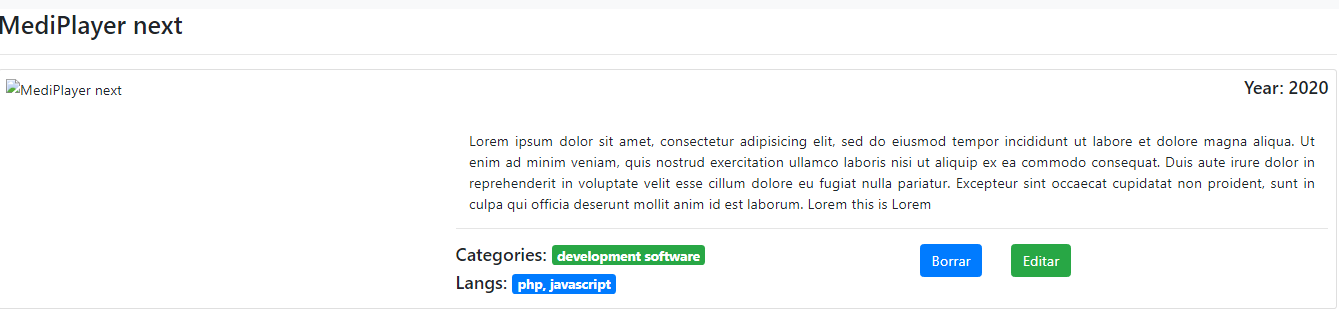 MediPlayer next
MediPlayer next
Year: 2020
Lorem ipsum dolor sit amet, consectetur adipisicing elit, sed do eiusmod tempor incididunt ut labore et dolore magna aliqua. Ut
enim ad minim veniam, quis nostrud exercitation ullamco laboris nisi ut aliquip ex ea commodo consequat. Duis aute irure dolor in
reprehenderit in voluptate velit esse cillum dolore eu fugiat nulla pariatur. Excepteur sint occaecat cupidatat non proident, sunt in
culpa qui officia deserunt mollit anim id est laborum. Lorem this is Lorem
Categories: development software
Langs: php, javascript
Borrar
Editar